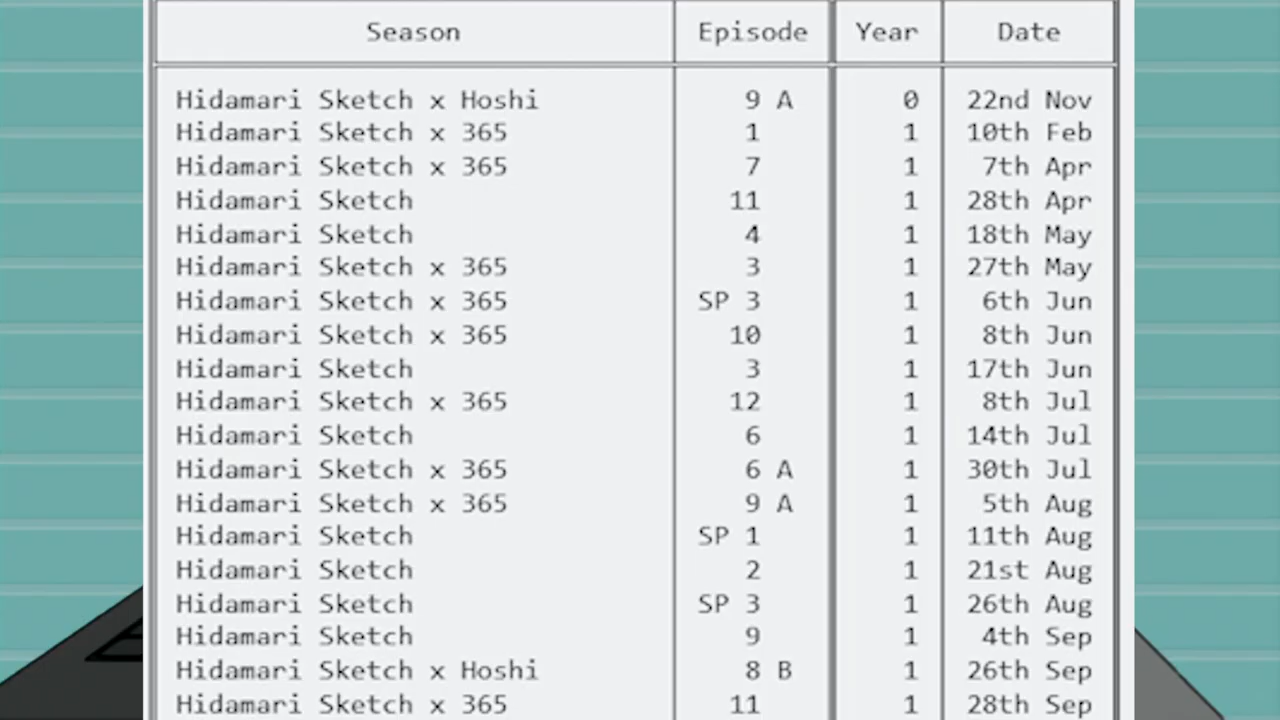 Season Episode Year Date
Hidamari Sketch x Hoshi 9 A 0 22nd Nov
Hidamari Sketch x 365 1 1 10th Feb
Hidamari Sketch x 365 7 1 7th Apr
Hidamari Sketch 11 1 28th Apr
Hidamari Sketch 4 1 18th May
Hidamari Sketch x 365 3 1 27th May
Hidamari Sketch x 365 SP 3 1 6th Jun
Hidamari Sketch x 365 10 1 8th Jun
Hidamari Sketch 3 1 17th Jun
Hidamari Sketch x 365 12 1 8th Jul
Hidamari Sketch 6 1 14th Jul
Hidamari Sketch x 365 6 A 1 30th Jul
Hidamari Sketch x 365 9 A 1 5th Aug
Hidamari Sketch SP 1 1 11th Aug
Hidamari Sketch 2 1 21st Aug
Hidamari Sketch SP 3 1 26th Aug
Hidamari Sketch 9 1 4th Sep
Hidamari Sketch x Hoshi 8 B 1 26th Sep
Hidamari Sketch x 365 11 1 28th Sep